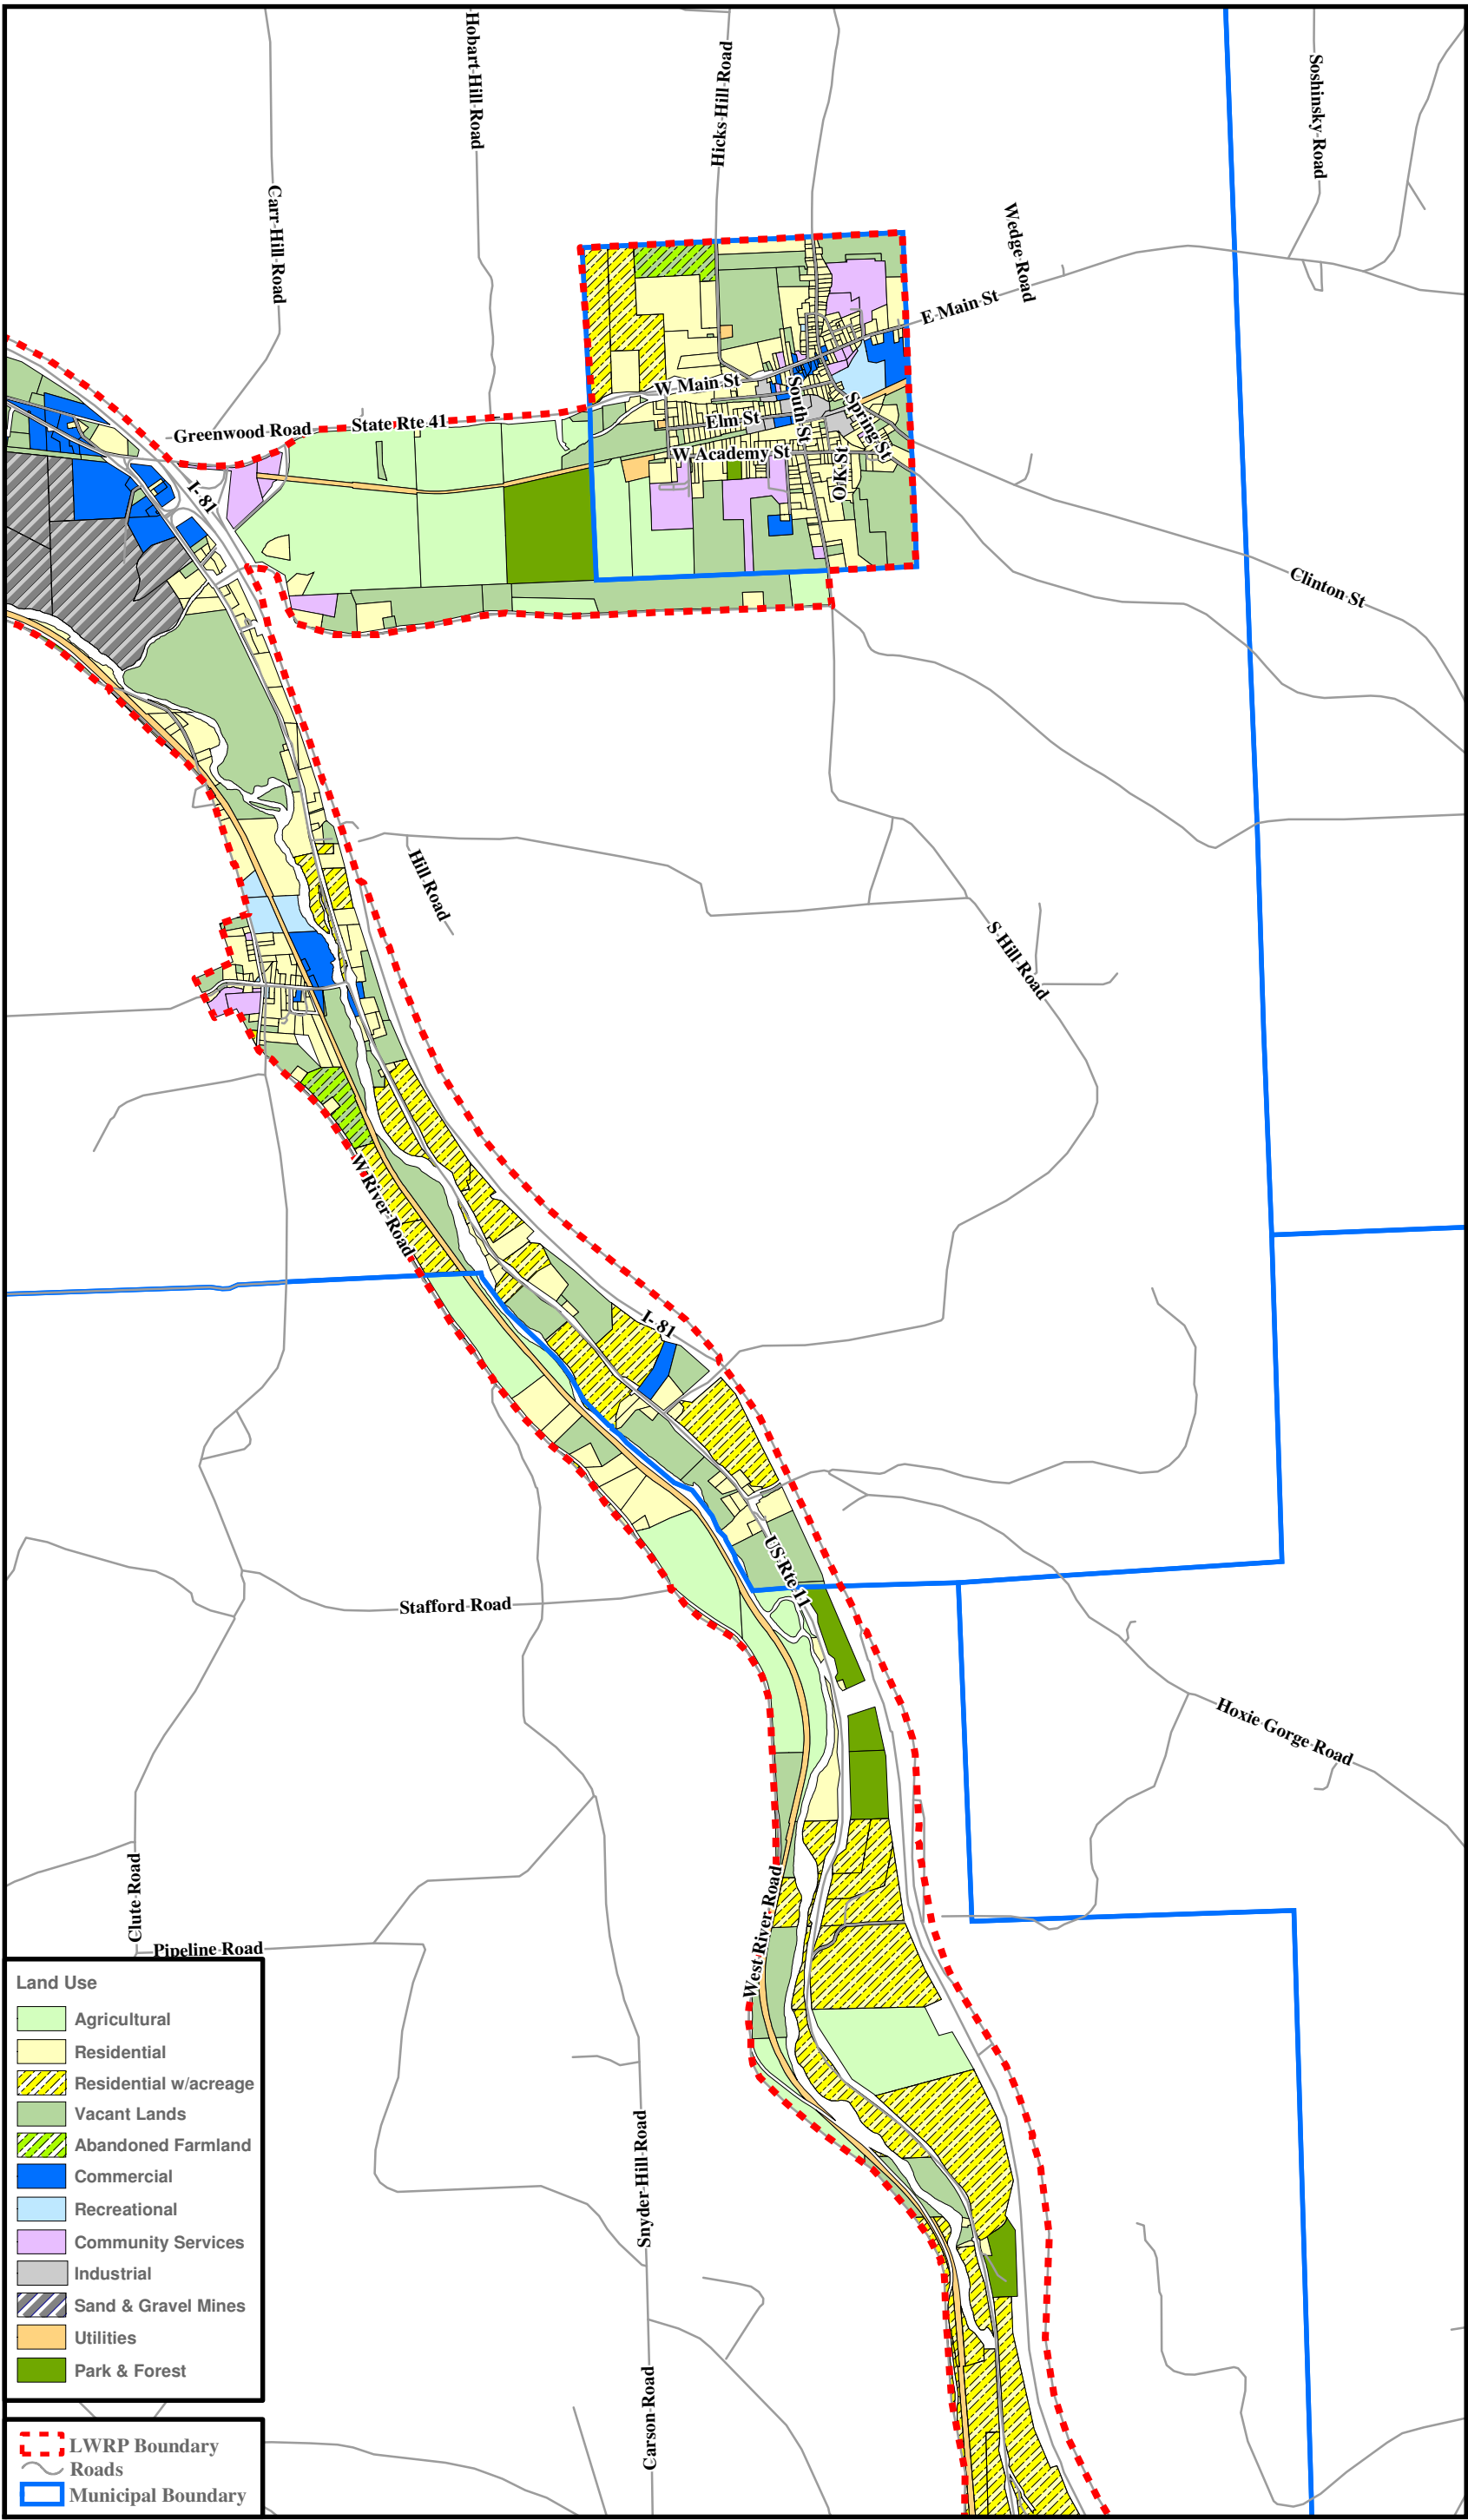 Hobart Hill Road
Hicks Hill Road
Soshinsky Road
Carr Hill Road
Wedge Road
E Main St
W Main St
Greenwood Road
State Rte 41
Elm St
South St
Spring St
W Academy St
I- 81
Clinton St
Hill Road
S Hill Road
W River Road
I- 81
US Rte 11
Stafford Road
Hoxie Gorge Road
Clute Road
West River Road
Pipeline Road
Snyder Hill Road
Carson Road
Land Use
Agricultural
Residential
Residential w/acreage
Vacant Lands
Abandoned Farmland
Commercial
Recreational
Community Services
Industrial
Sand & Gravel Mines
Utilities
Park & Forest
LWRP Boundary
Roads
Municipal Boundary